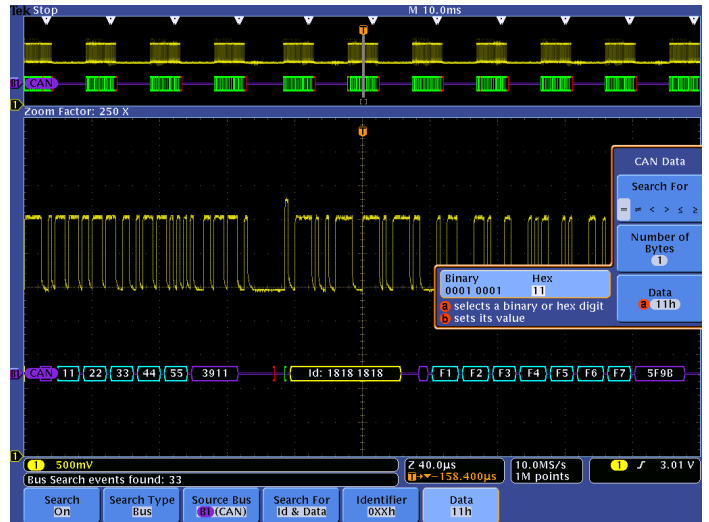 Tek Stop M 10.0ms
T
B1 CAN
1
Zoom Factor: 250 X
T
CAN Data
Search For
= ≠ < > ≤ ≥
Number of
Bytes
1
Binary Hex
0001 0001 11
a selects a binary or hex digit
b sets its value
Data
a 11h
B1 CAN 11 22 33 44 55 3911 Id: 1818 1818 F1 F2 F3 F4 F5 F6 F7 5F9B
1
1 500mV
Z 40.0µs
T→▼−158.400µs
10.0MS/s
1M points
1 ʃ 3.01 V
Bus Search events found: 33
Search
On
Search Type
Bus
Source Bus
B1 (CAN)
Search For
Id & Data
Identifier
0XXh
Data
11h